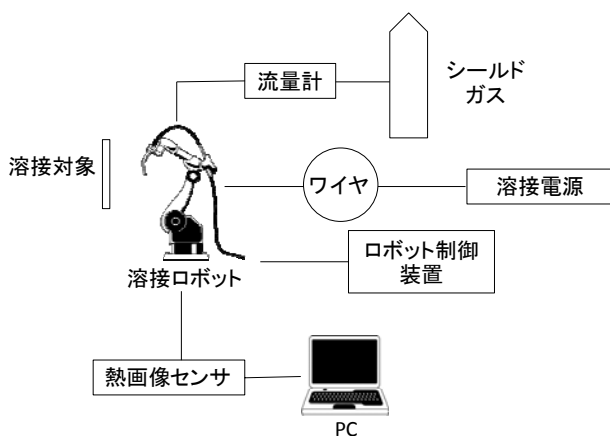 流量計
シールド
ガス
溶接対象
ワイヤ
溶接電源
溶接ロボット
ロボット制御
装置
熱画像センサ
PC